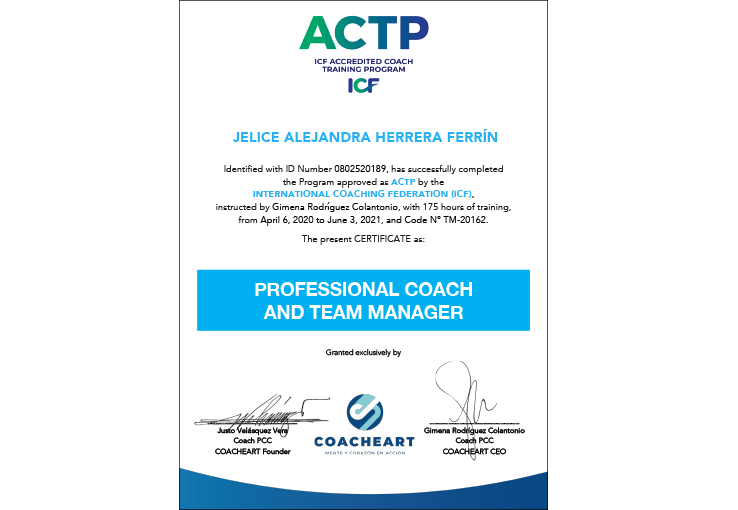 ACTP
ICF ACCREDITED COACH
TRAINING PROGRAM
ICF
JELICE ALEJANDRA HERRERA FERRÍN
Identified with ID Number 0802520189, has successfully completed
the Program approved as ACTP by the
INTERNATIONAL COACHING FEDERATION (ICF),
instructed by Gimena Rodríguez Colantonio, with 175 hours of training,
from April 6, 2020 to June 3, 2021, and Code N° TM-20162.
The present CERTIFICATE as:
PROFESSIONAL COACH
AND TEAM MANAGER
Granted exclusively by
Justo Velásquez Vera
Coach PCC
COACHEART Founder
COACHEART
MENTE Y CORAZÓN EN ACCIÓN
Gimena Rodríguez Colantonio
Coach PCC
COACHEART CEO